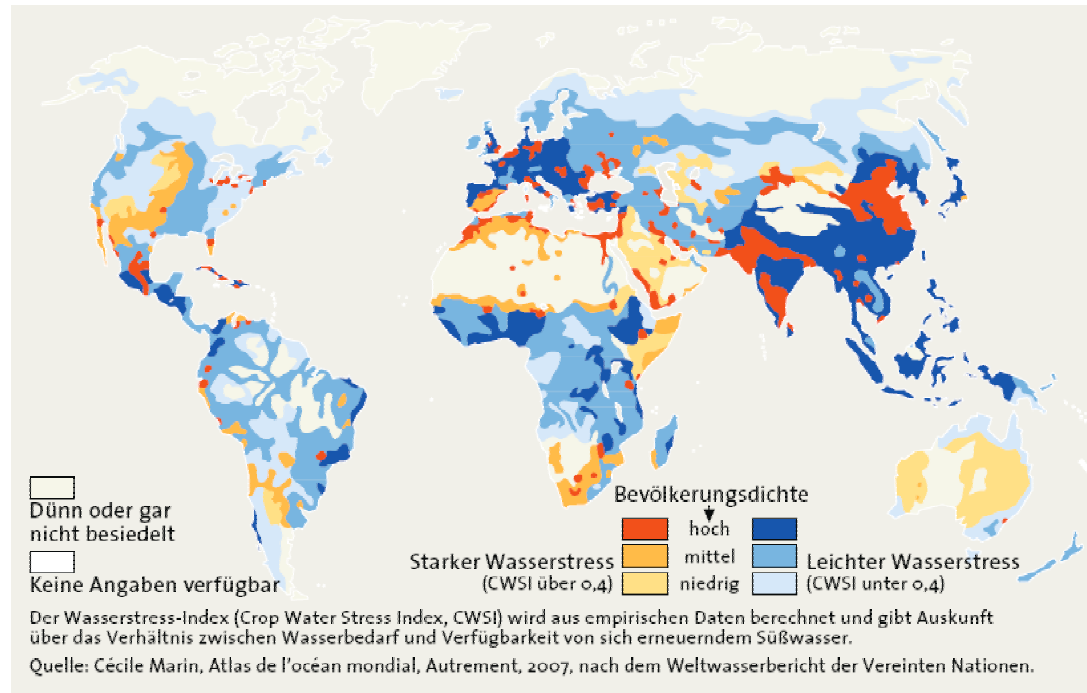 Dünn oder gar
nicht besiedelt
Keine Angaben verfügbar
Bevölkerungsdichte
hoch
Starker Wasserstress
(CWSI über 0,4)
mittel
niedrig
Leichter Wasserstress
(CWSI unter 0,4)
Der Wasserstress-Index (Crop Water Stress Index, CWSI) wird aus empirischen Daten berechnet und gibt Auskunft
über das Verhältnis zwischen Wasserbedarf und Verfügbarkeit von sich erneuerndem Süßwasser.
Quelle: Cécile Marin, Atlas de l'océan mondial, Autrement, 2007, nach dem Weltwasserbericht der Vereinten Nationen.